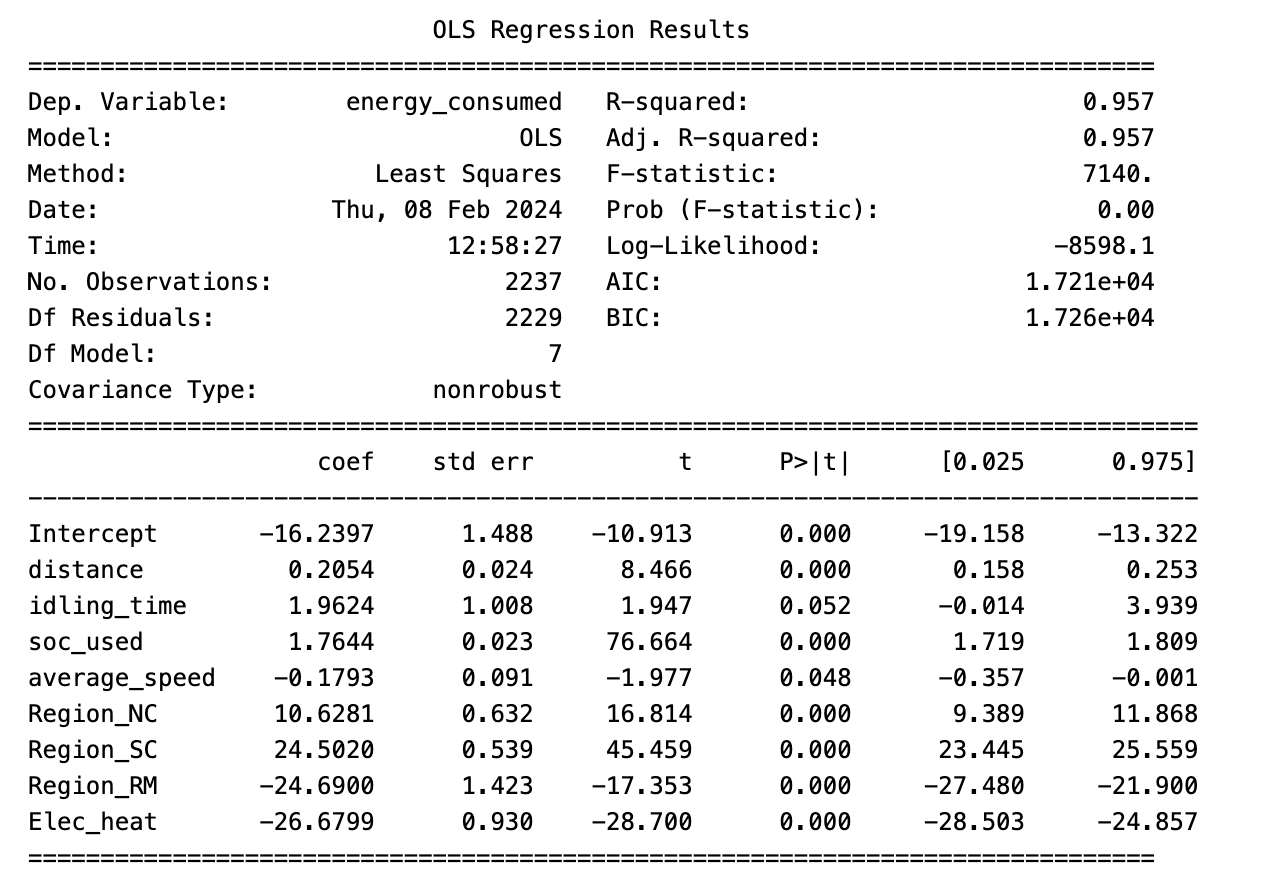 OLS Regression Results
==============================================================================
Dep. Variable: energy_consumed R-squared: 0.957
Model: OLS Adj. R-squared: 0.957
Method: Least Squares F-statistic: 7140.
Date: Thu, 08 Feb 2024 Prob (F-statistic): 0.00
Time: 12:58:27 Log-Likelihood: -8598.1
No. Observations: 2237 AIC: 1.721e+04
Df Residuals: 2229 BIC: 1.726e+04
Df Model: 7
Covariance Type: nonrobust
=================================================================================
coef std err t P>|t| [0.025 0.975]
---------------------------------------------------------------------------------
Intercept -16.2397 1.488 -10.913 0.000 -19.158 -13.322
distance 0.2054 0.024 8.466 0.000 0.158 0.253
idling_time 1.9624 1.008 1.947 0.052 -0.014 3.939
soc_used 1.7644 0.023 76.664 0.000 1.719 1.809
average_speed -0.1793 0.091 -1.977 0.048 -0.357 -0.001
Region_NC 10.6281 0.632 16.814 0.000 9.389 11.868
Region_SC 24.5020 0.539 45.459 0.000 23.445 25.559
Region_RM -24.6900 1.423 -17.353 0.000 -27.480 -21.900
Elec_heat -26.6799 0.930 -28.700 0.000 -28.503 -24.857
==============================================================================